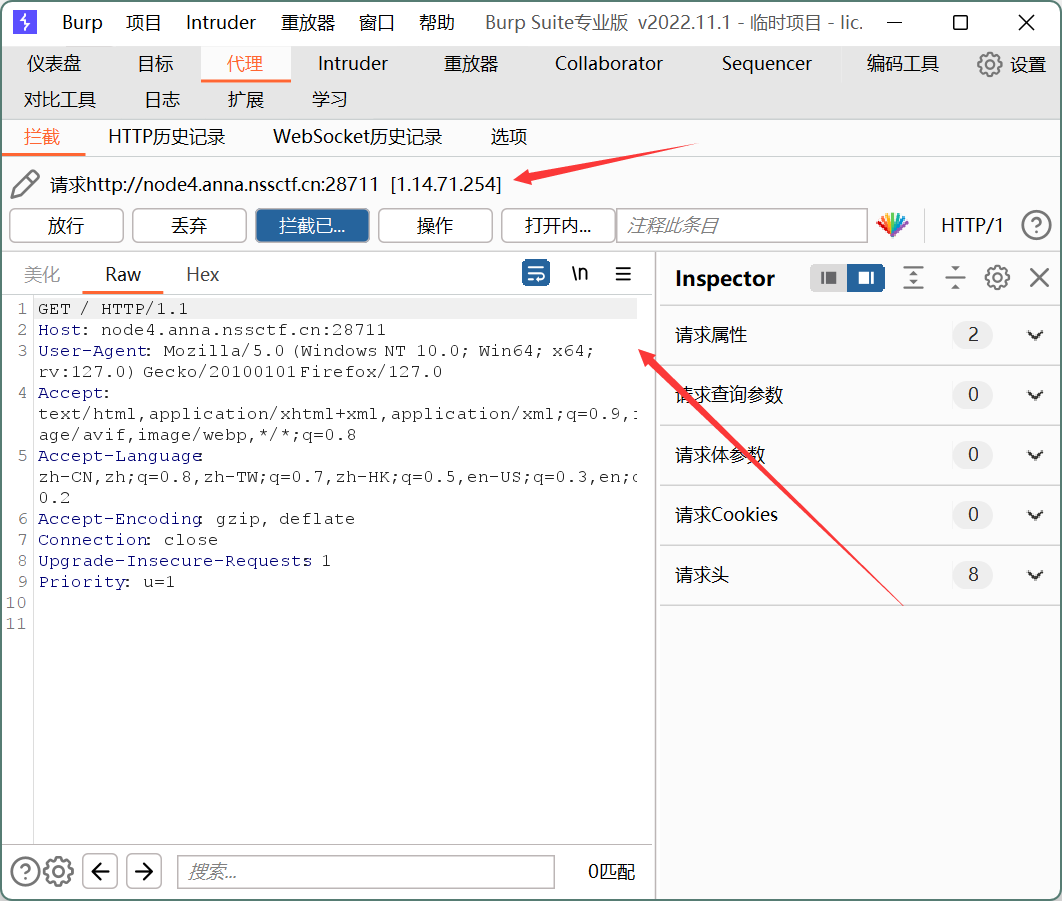 Burp 项目 Intruder 重放器 窗口 帮助 Burp Suite专业版 v2022.11.1 - 临时项目 - lic.
仪表盘 目标 代理 Intruder 重放器 Collaborator Sequencer 编码工具 设置
对比工具 日志 扩展 学习
拦截 HTTP历史记录 WebSocket历史记录 选项
请求http://node4.anna.nssctf.cn:28711 [1.14.71.254]
放行 丢弃 拦截已... 操作 打开内... 注释此条目 HTTP/1 ?
美化 Raw Hex \n
Inspector
1 GET / HTTP/1.1
2 Host: node4.anna.nssctf.cn:28711
3 User-Agent: Mozilla/5.0 (Windows NT 10.0; Win64; x64;
rv:127.0) Gecko/20100101 Firefox/127.0
4 Accept:
text/html,application/xhtml+xml,application/xml;q=0.9,i
age/avif,image/webp,*/*;q=0.8
5 Accept-Language:
zh-CN,zh;q=0.8,zh-TW;q=0.7,zh-HK;q=0.5,en-US;q=0.3,en;q
0.2
6 Accept-Encoding: gzip, deflate
7 Connection: close
8 Upgrade-Insecure-Requests: 1
9 Priority: u=1
10
11
请求属性 2
请求查询参数 0
请求体参数 0
请求Cookies 0
请求头 8
? 搜索... 0匹配